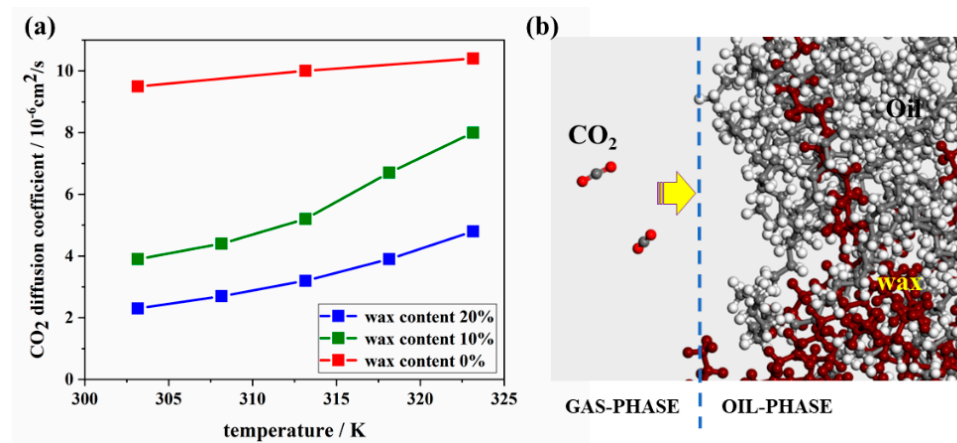 (a)
CO₂ diffusion coefficient / 10⁻⁶cm²/s
10
8
6
4
2
0
300
305
310
315
320
325
temperature / K
wax content 20%
wax content 10%
wax content 0%
(b)
CO₂
Oil
wax
GAS-PHASE
OIL-PHASE